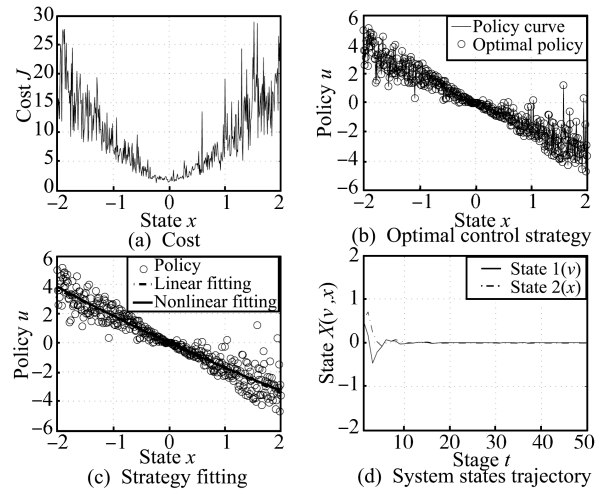 30
25
20
15
10
5
0
Cost J
−2
−1
0
1
2
State x
(a) Cost
6
4
2
0
−2
−4
−6
Policy u
Policy curve
Optimal policy
−2
−1
0
1
2
State x
(b) Optimal control strategy
6
4
2
0
−2
−4
−6
Policy u
Policy
Linear fitting
Nonlinear fitting
−2
−1
0
1
2
State x
(c) Strategy fitting
2
1
0
−1
−2
State X(v ,x)
State 1(v)
State 2(x)
10
20
30
40
50
Stage t
(d) System states trajectory